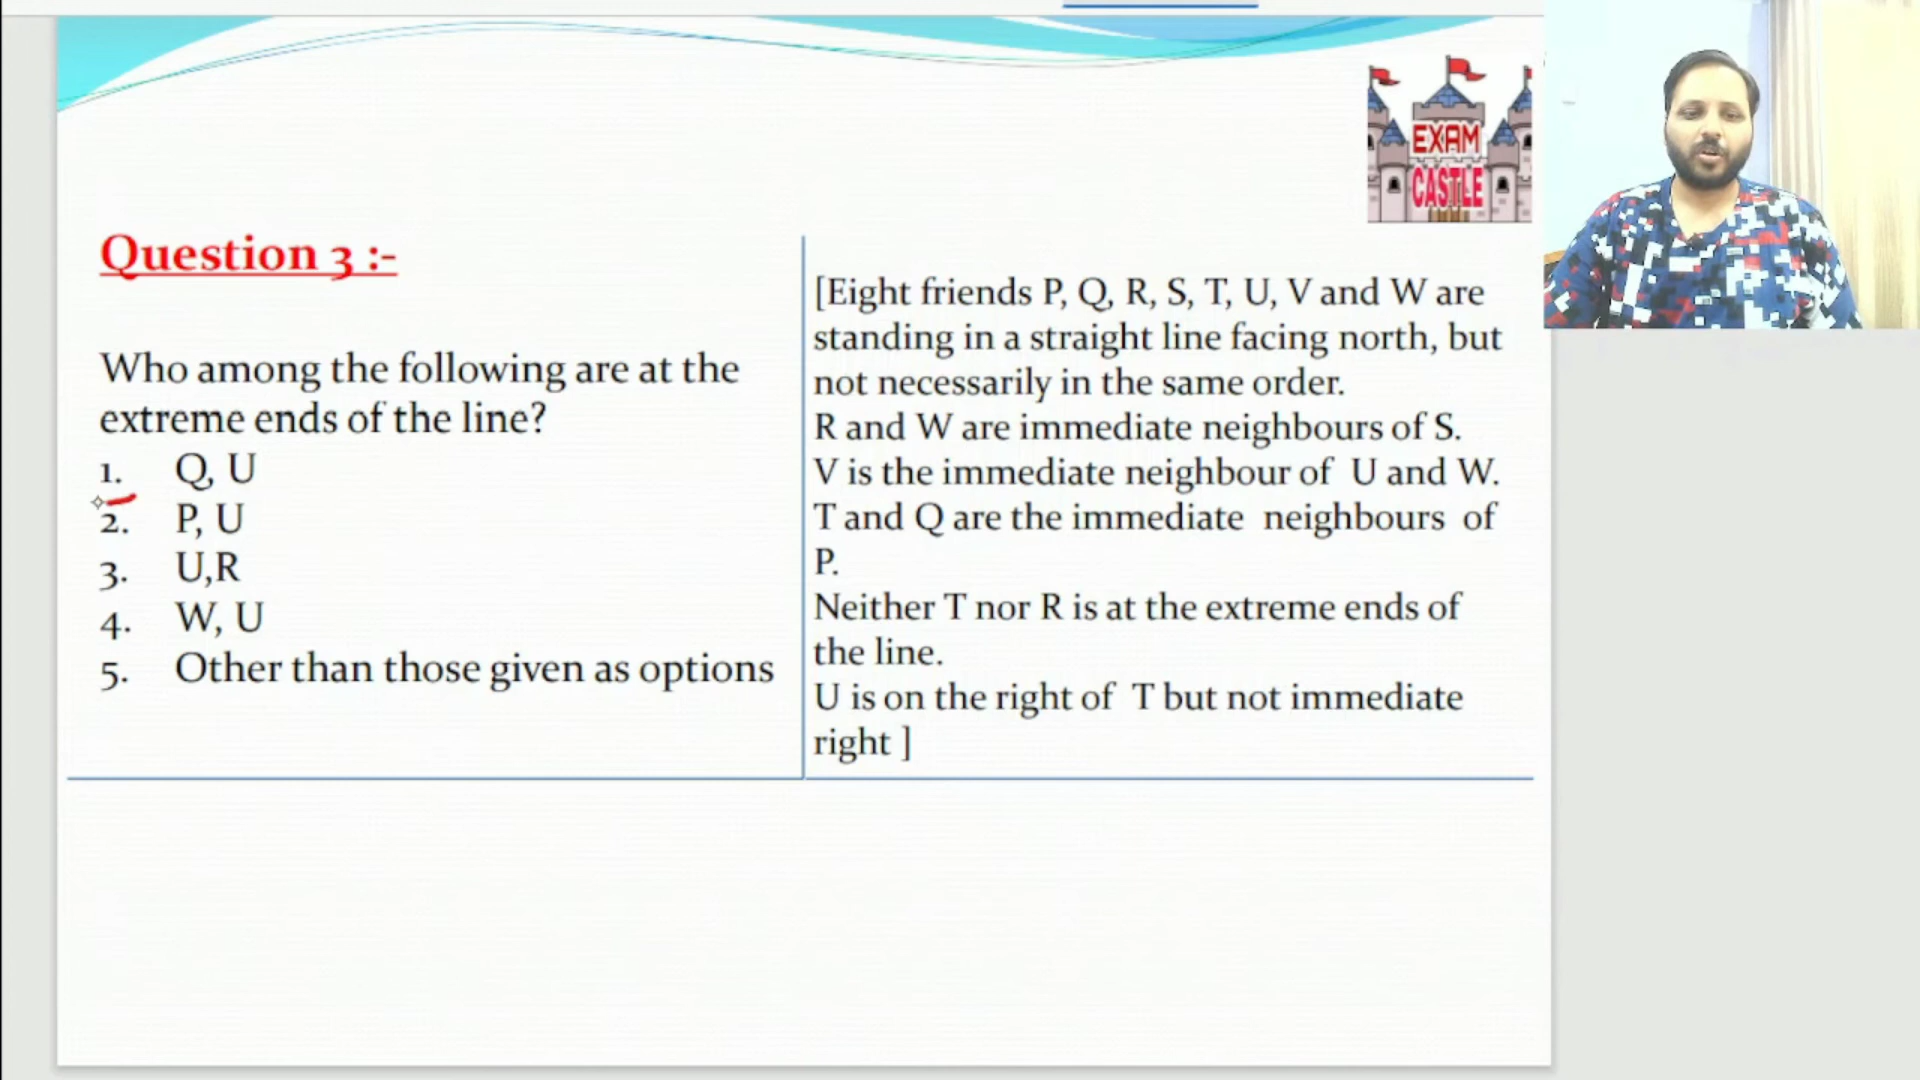 EXAM
CASTLE
Question 3 :-
Who among the following are at the
extreme ends of the line?
1. Q, U
2. P, U
3. U,R
4. W, U
5. Other than those given as options
[Eight friends P, Q, R, S, T, U, V and W are
standing in a straight line facing north, but
not necessarily in the same order.
R and W are immediate neighbours of S.
V is the immediate neighbour of U and W.
T and Q are the immediate neighbours of
P.
Neither T nor R is at the extreme ends of
the line.
U is on the right of T but not immediate
right ]